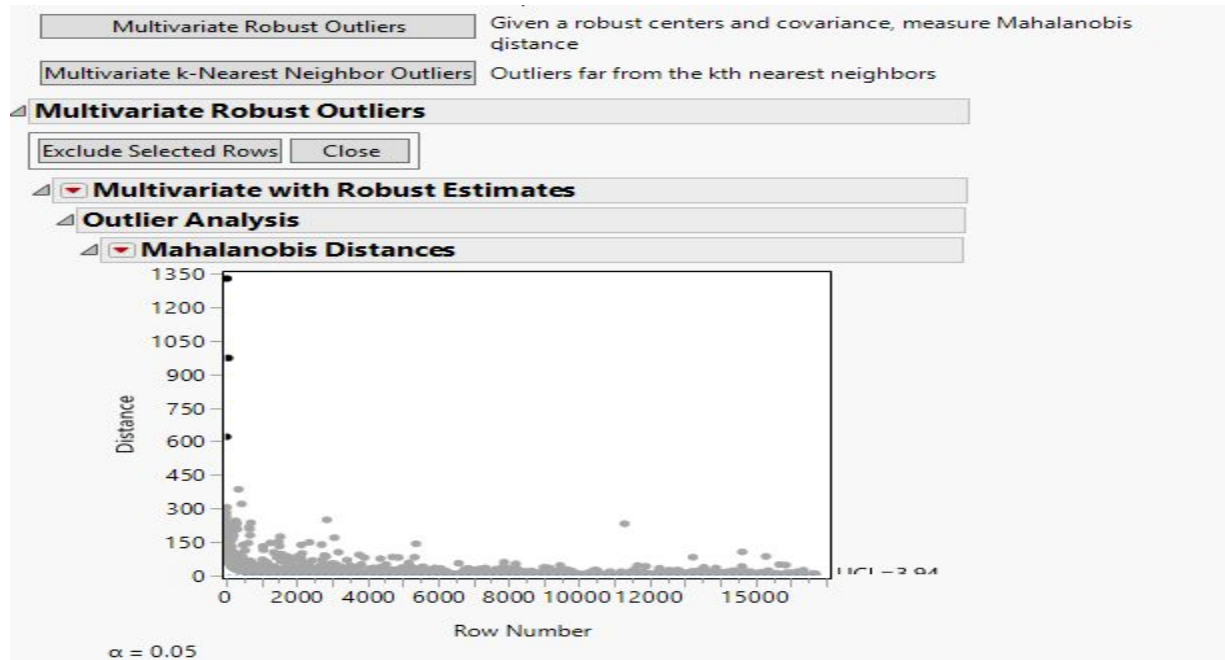 Multivariate Robust Outliers
Given a robust centers and covariance, measure Mahalanobis
distance
Multivariate k-Nearest Neighbor Outliers
Outliers far from the kth nearest neighbors
Multivariate Robust Outliers
Exclude Selected Rows
Close
Multivariate with Robust Estimates
Outlier Analysis
Mahalanobis Distances
1350
1200
1050
900
750
600
450
300
150
0
Distance
UCL=3.94
0 2000 4000 6000 8000 10000 12000 15000
Row Number
α = 0.05